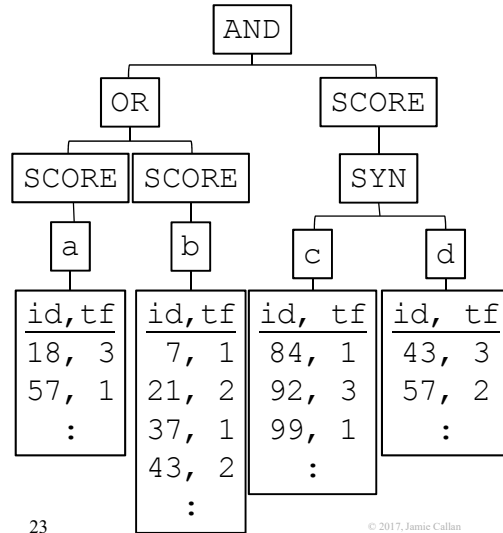 AND
OR
SCORE
SCORE
SCORE
SYN
a
b
c
d
id,tf
18, 3
57, 1
:
id,tf
7, 1
21, 2
37, 1
43, 2
:
id, tf
84, 1
92, 3
99, 1
:
id, tf
43, 3
57, 2
:
23
© 2017, Jamie Callan